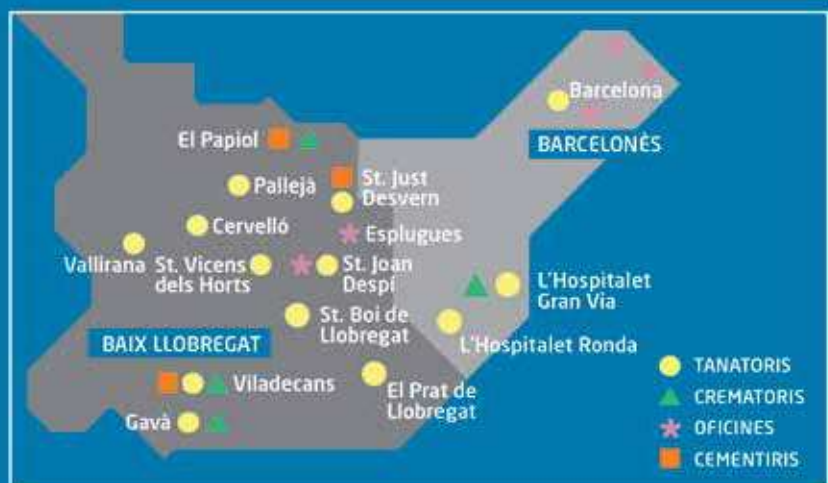 Barcelona
BARCELONÈS
El Papiol
Pallejà
St. Just
Desvern
Cervelló
Esplugues
Vallirana
St. Vicens
dels Horts
St. Joan
Despí
L'Hospitalet
Gran Via
St. Boi de
Llobregat
L'Hospitalet Ronda
BAIX LLOBREGAT
Viladecans
El Prat de
Llobregat
Gavà
TANATORIS
CREMATORIS
OFICINES
CEMENTIRIS